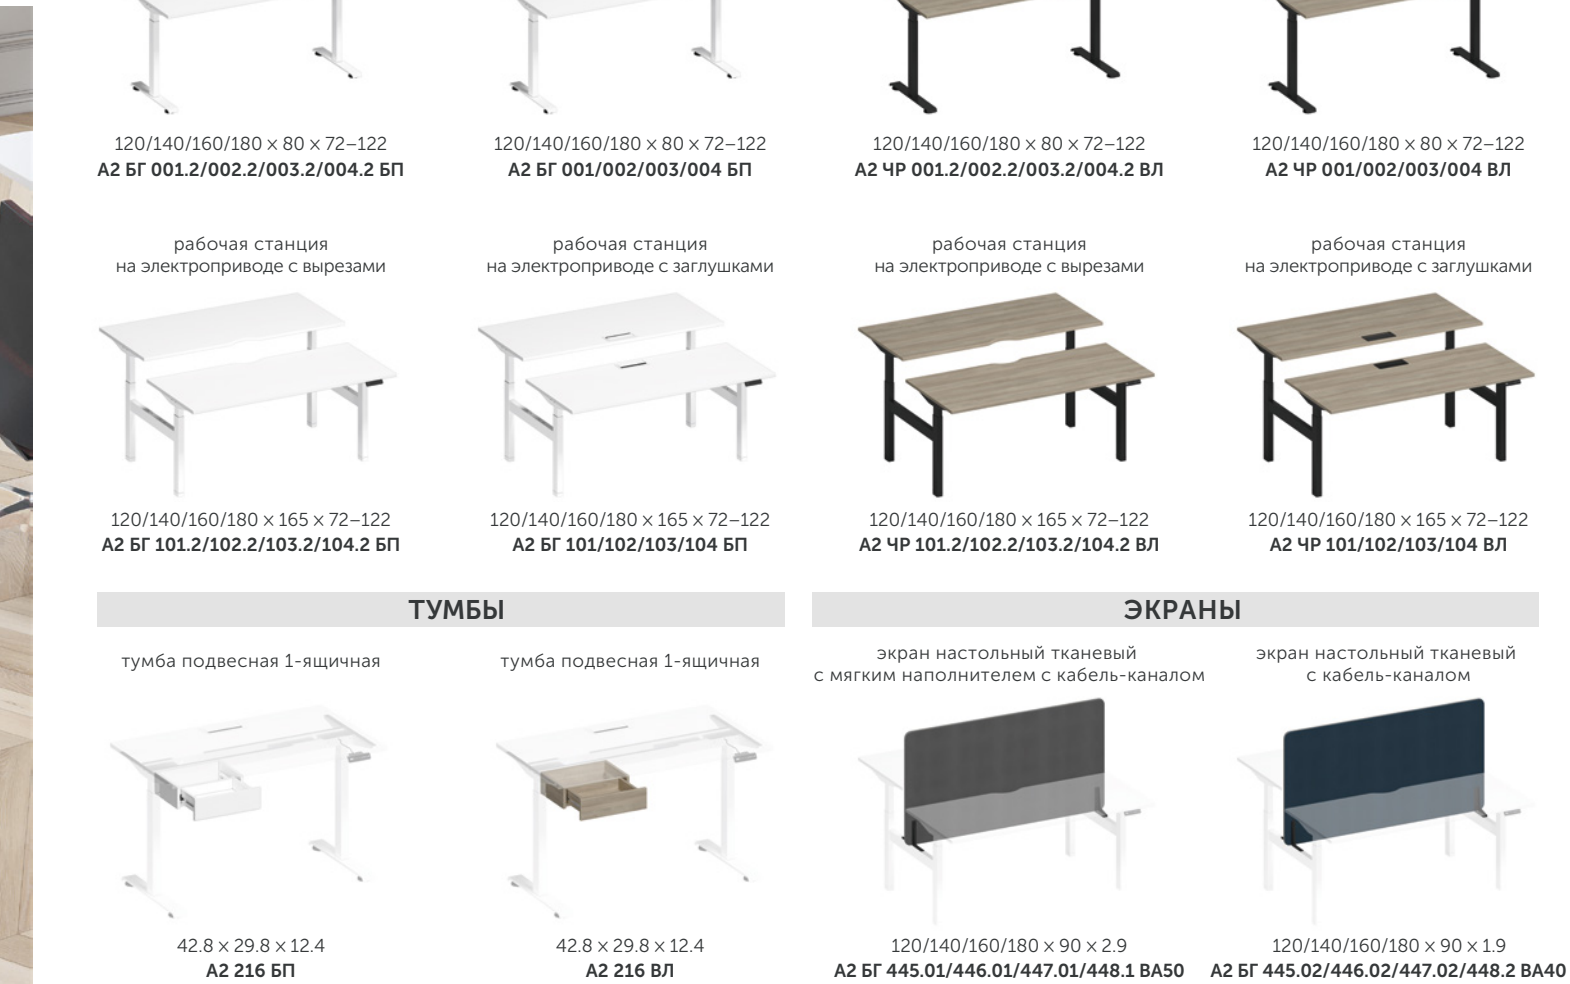 120/140/160/180 × 80 × 72–122
А2 БГ 001.2/002.2/003.2/004.2 БП
120/140/160/180 × 80 × 72–122
А2 БГ 001/002/003/004 БП
120/140/160/180 × 80 × 72–122
А2 ЧР 001.2/002.2/003.2/004.2 ВЛ
120/140/160/180 × 80 × 72–122
А2 ЧР 001/002/003/004 ВЛ
рабочая станция
на электроприводе с вырезами
рабочая станция
на электроприводе с заглушками
рабочая станция
на электроприводе с вырезами
рабочая станция
на электроприводе с заглушками
120/140/160/180 × 165 × 72–122
А2 БГ 101.2/102.2/103.2/104.2 БП
120/140/160/180 × 165 × 72–122
А2 БГ 101/102/103/104 БП
120/140/160/180 × 165 × 72–122
А2 ЧР 101.2/102.2/103.2/104.2 ВЛ
120/140/160/180 × 165 × 72–122
А2 ЧР 101/102/103/104 ВЛ
ТУМБЫ
тумба подвесная 1-ящичная
тумба подвесная 1-ящичная
42.8 × 29.8 × 12.4
А2 216 БП
42.8 × 29.8 × 12.4
А2 216 ВЛ
ЭКРАНЫ
экран настольный тканевый
с мягким наполнителем с кабель-каналом
экран настольный тканевый
с кабель-каналом
120/140/160/180 × 90 × 2.9
А2 БГ 445.01/446.01/447.01/448.1 ВА50
120/140/160/180 × 90 × 1.9
А2 БГ 445.02/446.02/447.02/448.2 ВА40